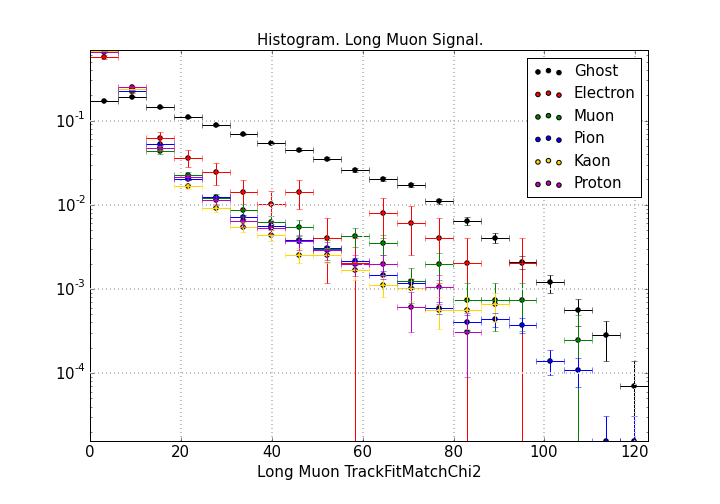 Histogram. Long Muon Signal.
Ghost
Electron
Muon
Pion
Kaon
Proton
10^-1
10^-2
10^-3
10^-4
0 20 40 60 80 100 120
Long Muon TrackFitMatchChi2